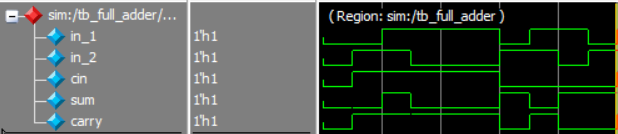 sim:/tb_full_adder/...
( Region: sim:/tb_full_adder )
in_1 1'h1
in_2 1'h1
cin 1'h1
sum 1'h1
carry 1'h1